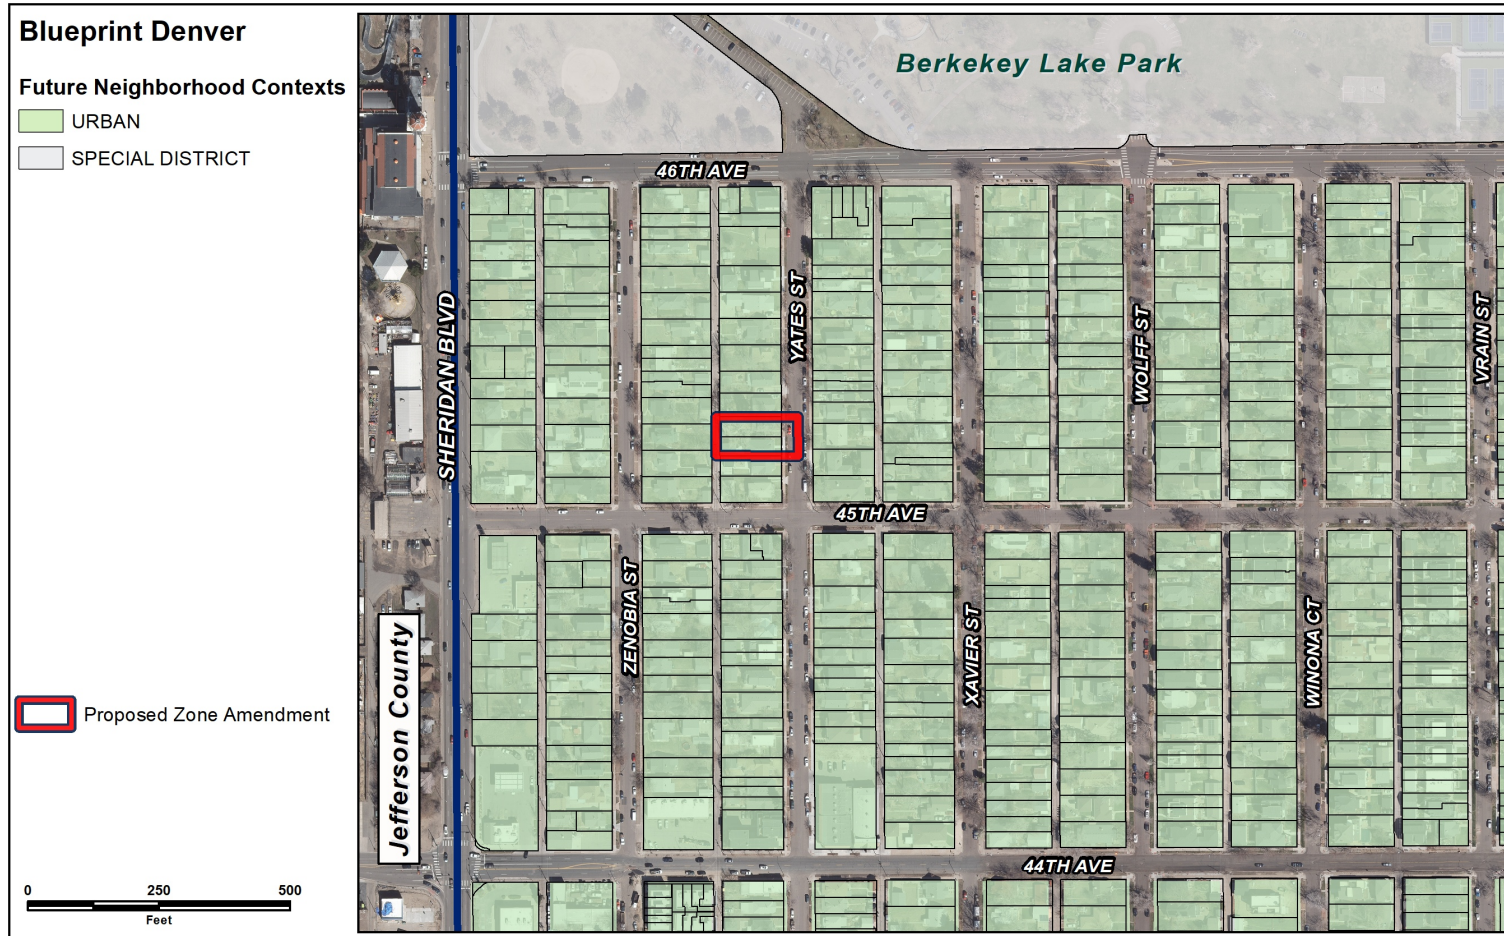 Blueprint Denver
Future Neighborhood Contexts
URBAN
SPECIAL DISTRICT
Proposed Zone Amendment
0 250 500
Feet
Berkekey Lake Park
46TH AVE
SHERIDAN BLVD
YATES ST
WOLFF ST
VRAIN ST
45TH AVE
ZENOBIA ST
XAVIER ST
WINONA CT
Jefferson County
44TH AVE